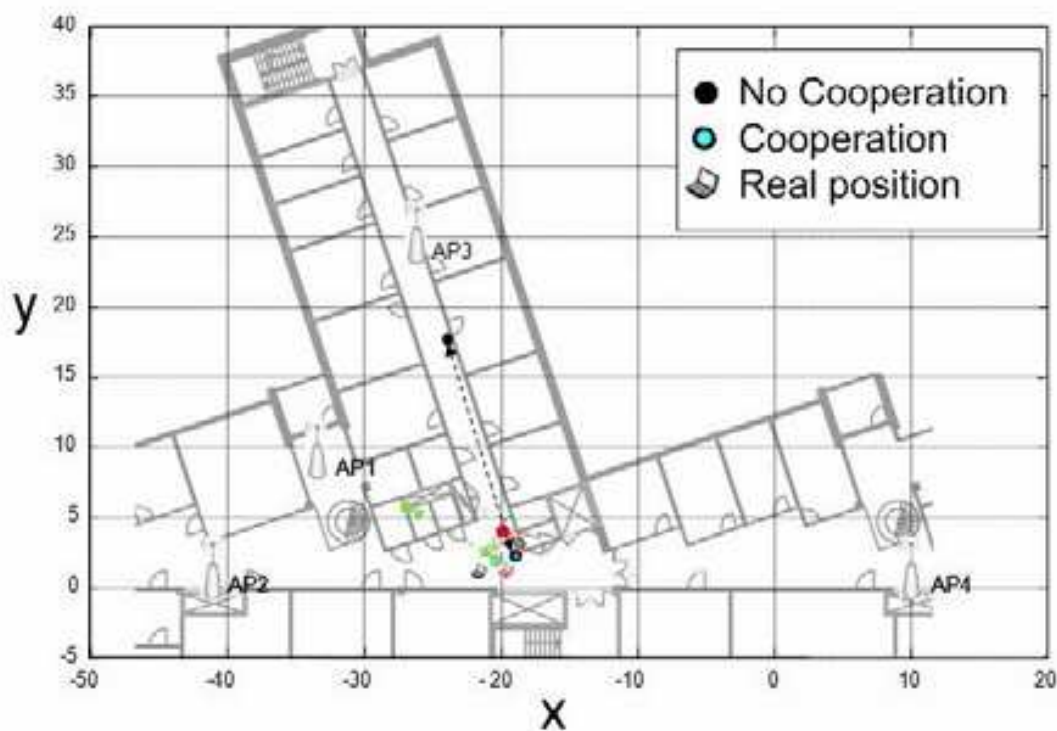 40
35
30
25
20
15
10
5
0
-5
y
No Cooperation
Cooperation
Real position
AP3
AP1
AP2
AP4
-50 -40 -30 -20 -10 0 10 20
x